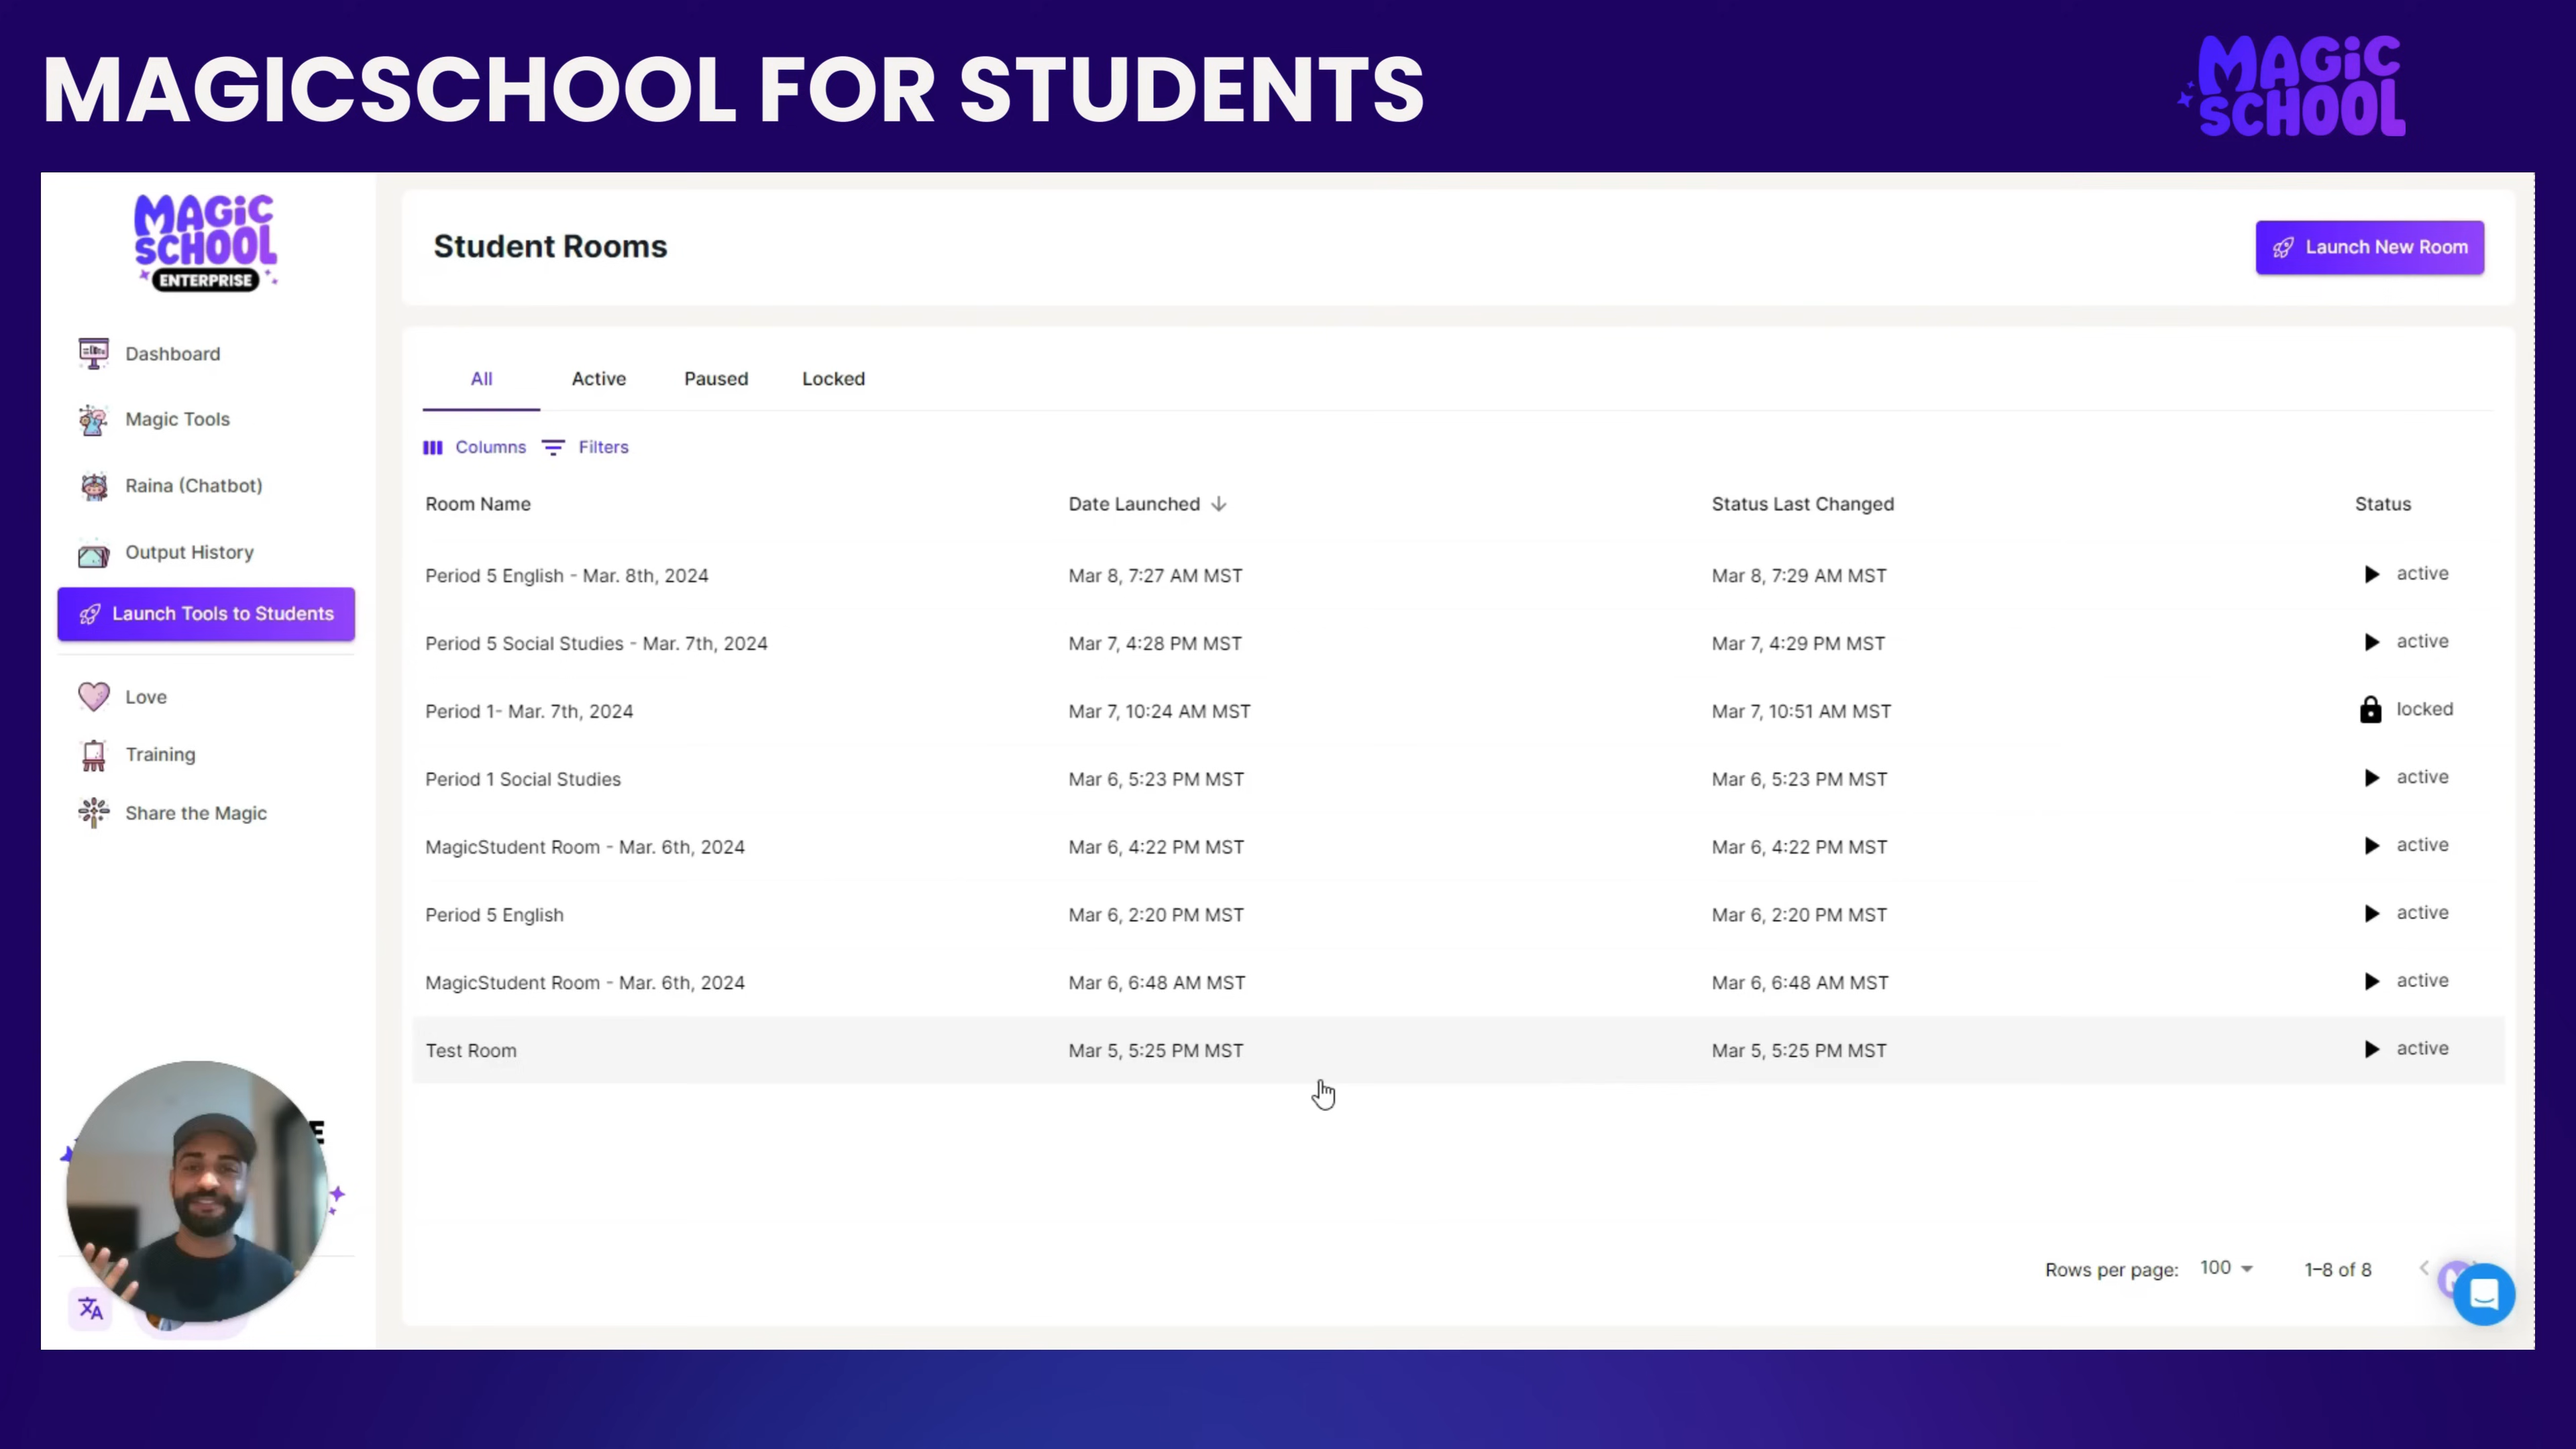 MAGICSCHOOL FOR STUDENTS
MAGiC
SCHOOL
MAGiC
SCHOOL
ENTERPRISE
Student Rooms
Launch New Room
Dashboard
Magic Tools
Raina (Chatbot)
Output History
Launch Tools to Students
Love
Training
Share the Magic
E
All Active Paused Locked
Columns Filters
Room Name Date Launched Status Last Changed Status
Period 5 English - Mar. 8th, 2024 Mar 8, 7:27 AM MST Mar 8, 7:29 AM MST active
Period 5 Social Studies - Mar. 7th, 2024 Mar 7, 4:28 PM MST Mar 7, 4:29 PM MST active
Period 1- Mar. 7th, 2024 Mar 7, 10:24 AM MST Mar 7, 10:51 AM MST locked
Period 1 Social Studies Mar 6, 5:23 PM MST Mar 6, 5:23 PM MST active
MagicStudent Room - Mar. 6th, 2024 Mar 6, 4:22 PM MST Mar 6, 4:22 PM MST active
Period 5 English Mar 6, 2:20 PM MST Mar 6, 2:20 PM MST active
MagicStudent Room - Mar. 6th, 2024 Mar 6, 6:48 AM MST Mar 6, 6:48 AM MST active
Test Room Mar 5, 5:25 PM MST Mar 5, 5:25 PM MST active
Rows per page: 100 1–8 of 8